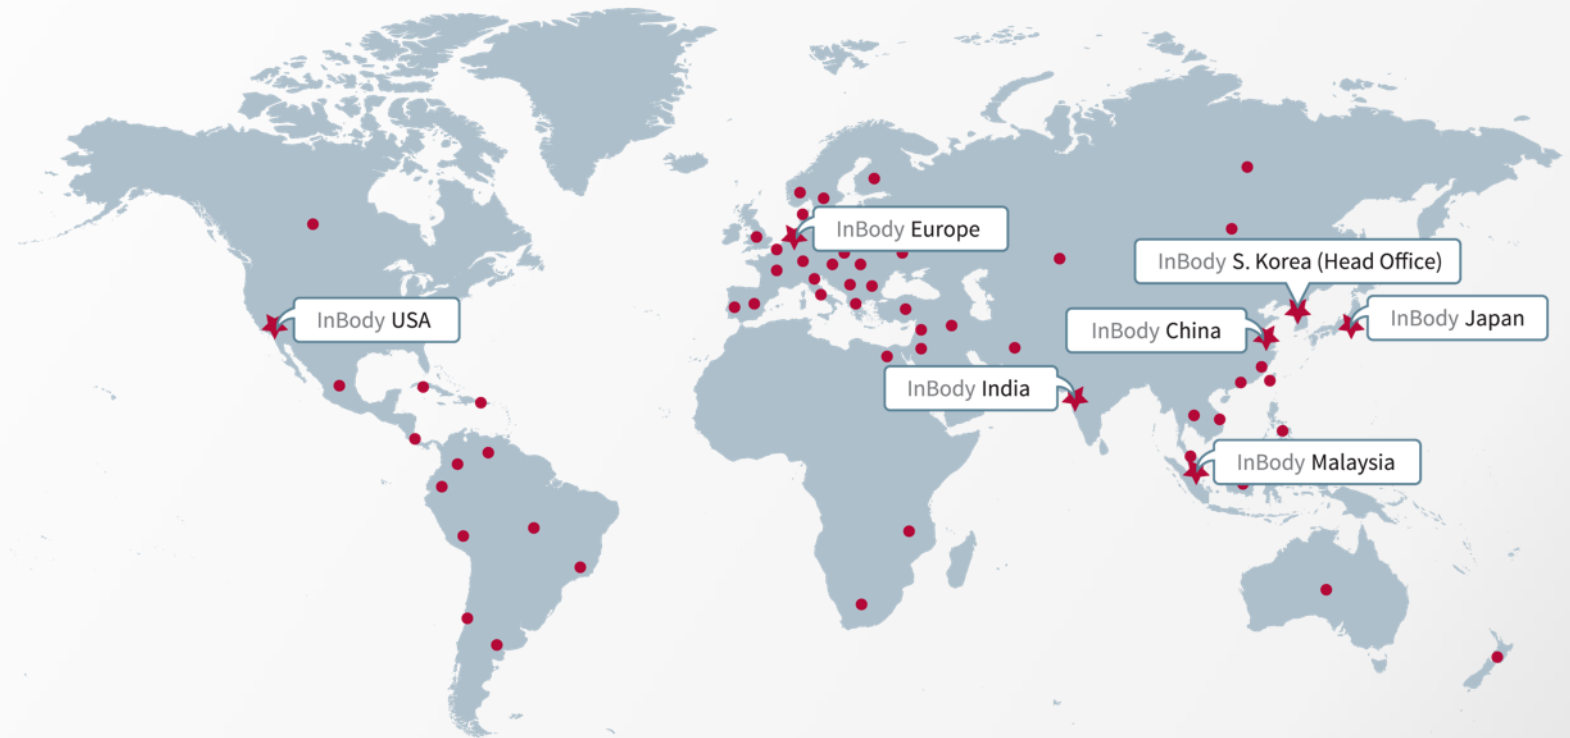 InBody Europe
InBody S. Korea (Head Office)
InBody USA
InBody China
InBody Japan
InBody India
InBody Malaysia